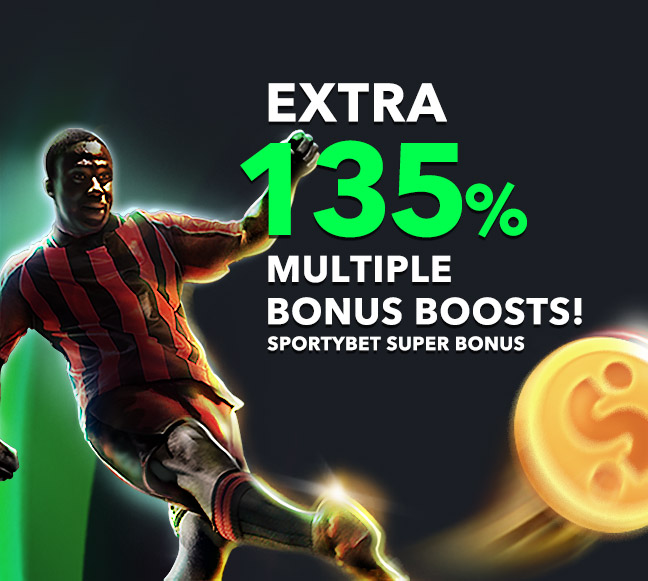 EXTRA
135%
MULTIPLE
BONUS BOOSTS!
SPORTYBET SUPER BONUS